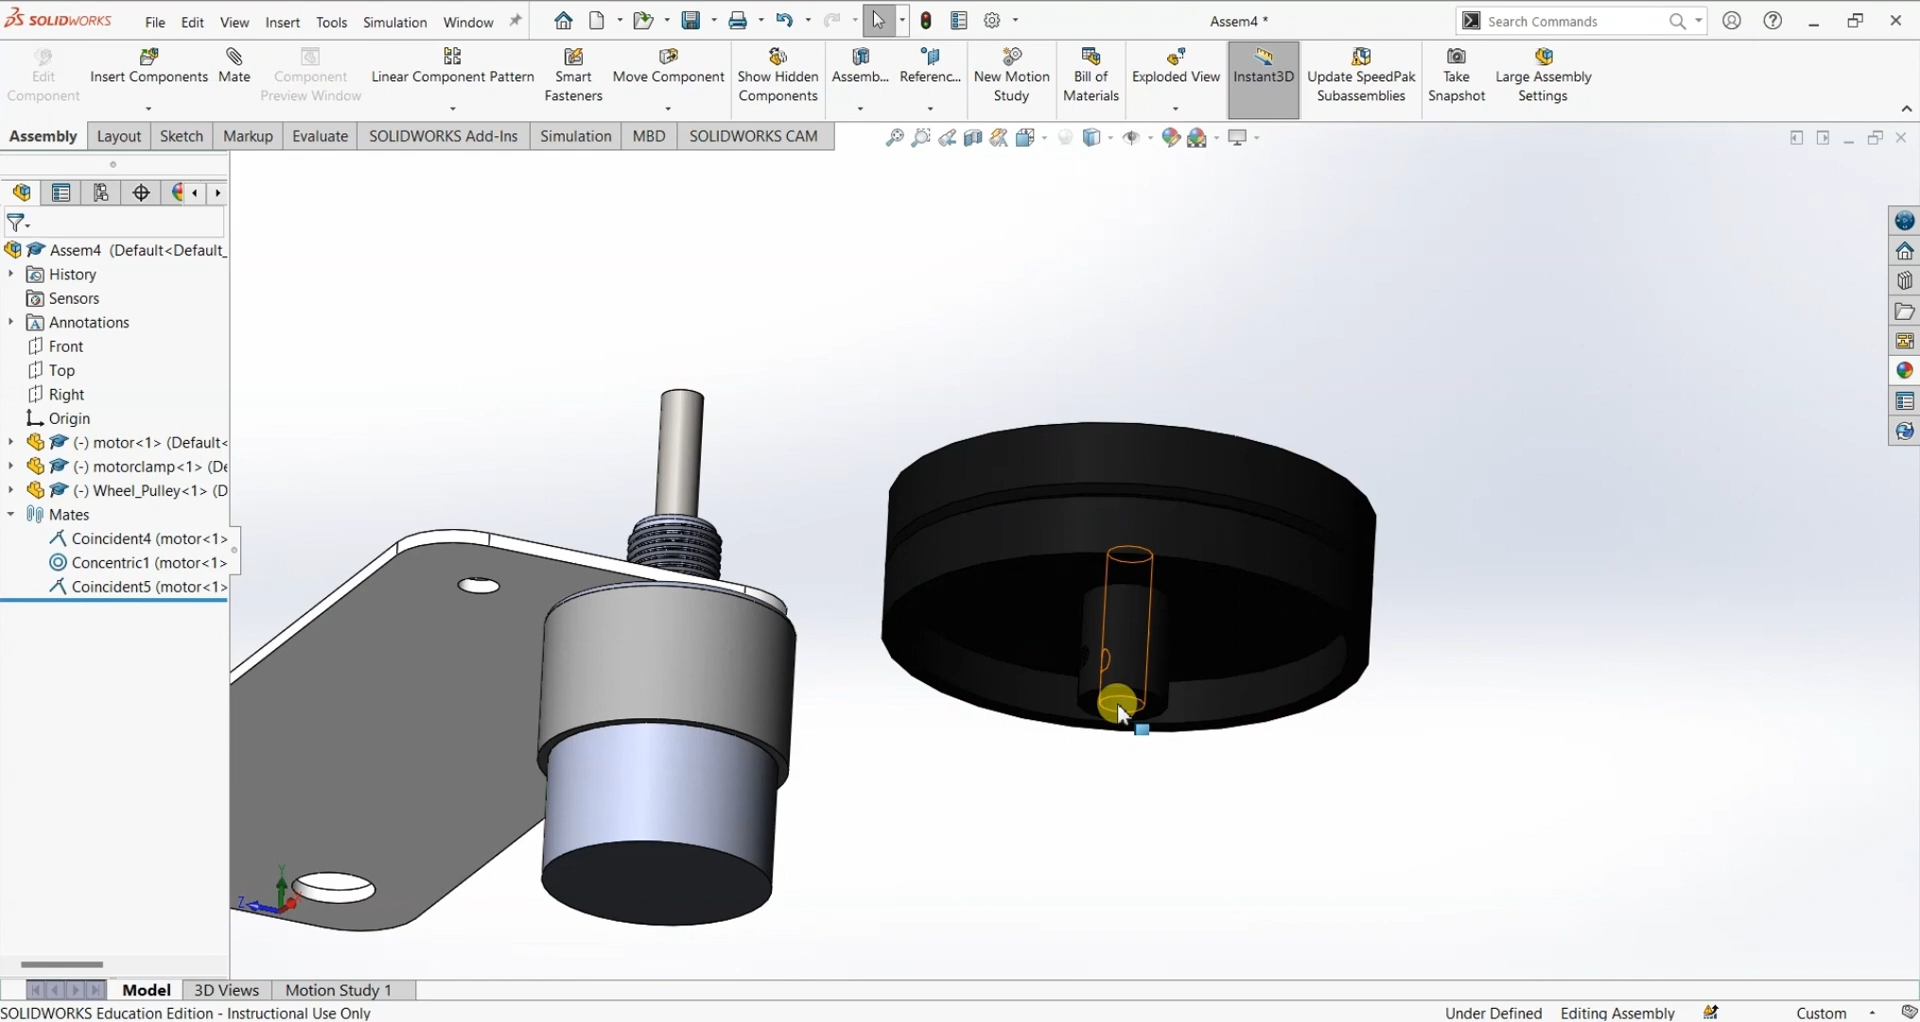 SOLIDWORKS File Edit View Insert Tools Simulation Window Assem4 * Search Commands
Edit Component
Insert Components
Mate
Component Preview Window
Linear Component Pattern
Smart Fasteners
Move Component
Show Hidden Components
Assemb...
Referenc...
New Motion Study
Bill of Materials
Exploded View
Instant3D
Update SpeedPak Subassemblies
Take Snapshot
Large Assembly Settings
Assembly Layout Sketch Markup Evaluate SOLIDWORKS Add-Ins Simulation MBD SOLIDWORKS CAM
Assem4 (Default<Default_
History
Sensors
Annotations
Front
Top
Right
Origin
(-) motor<1> (Default<
(-) motorclamp<1> (De
(-) Wheel_Pulley<1> (D
Mates
Coincident4 (motor<1>
Concentric1 (motor<1>
Coincident5 (motor<1>
Y
Z
Model 3D Views Motion Study 1
SOLIDWORKS Education Edition - Instructional Use Only Under Defined Editing Assembly Custom